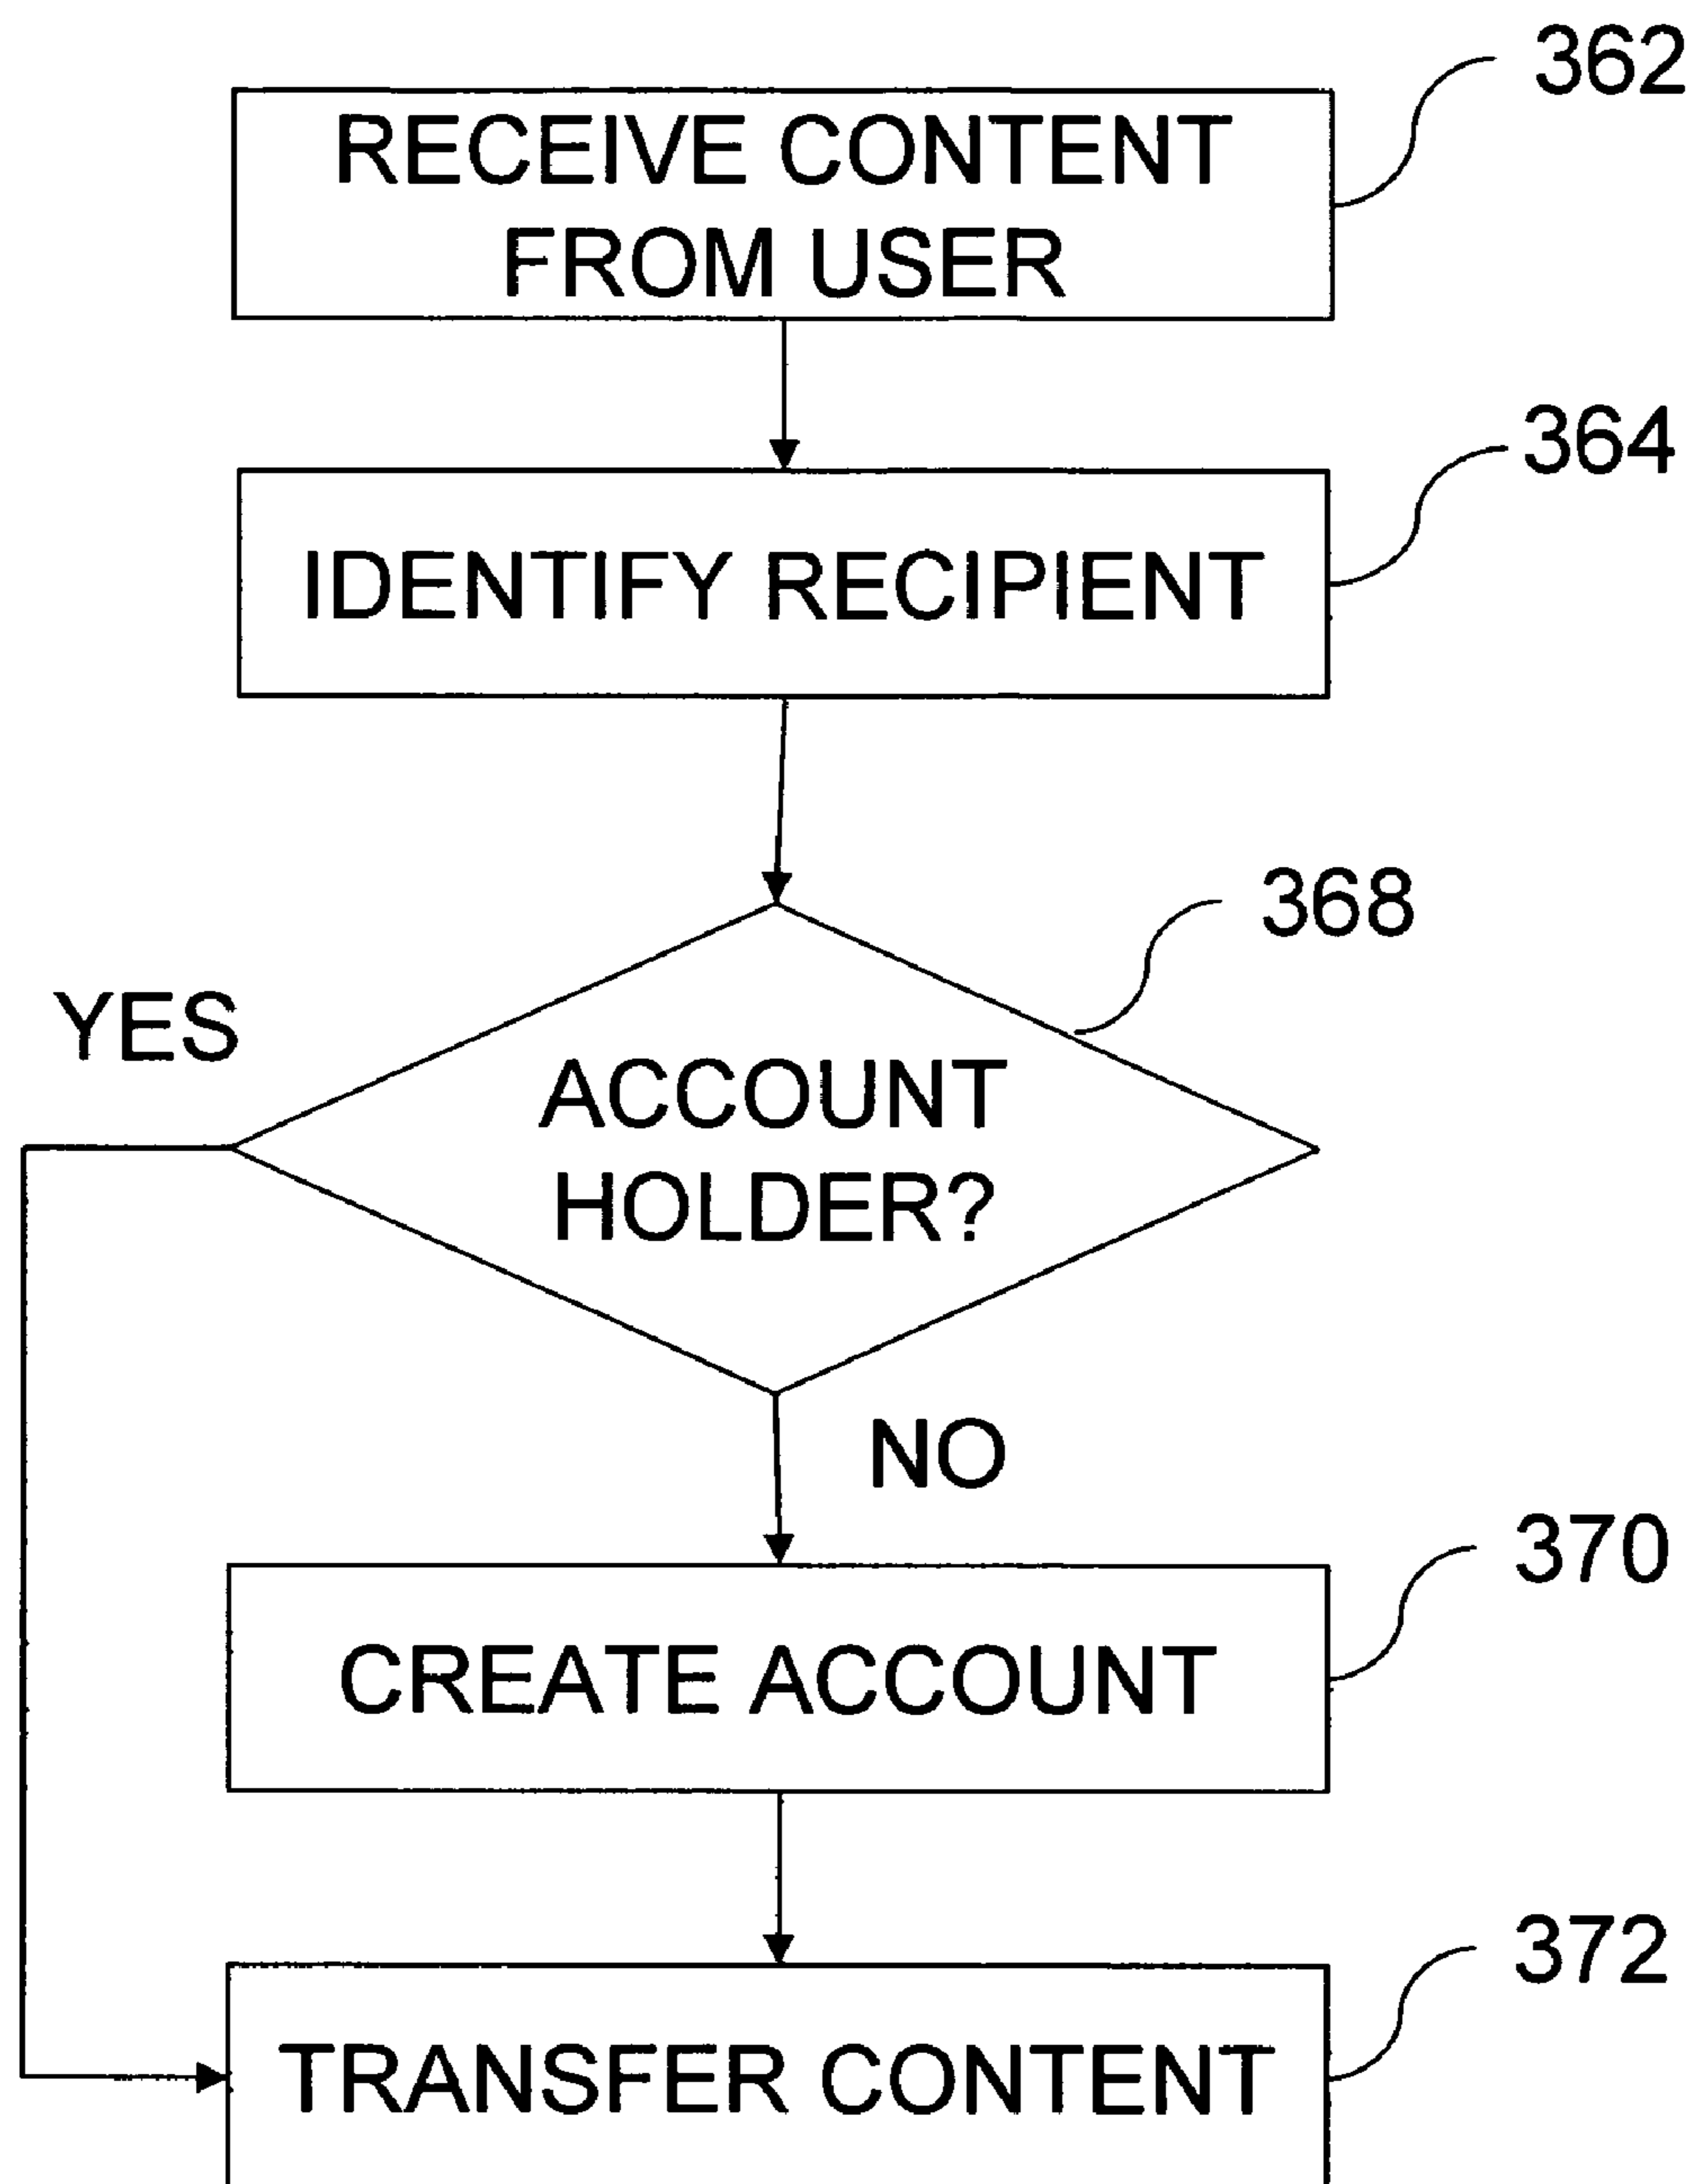 362
RECEIVE CONTENT
FROM USER
364
IDENTIFY RECIPIENT
368
YES
ACCOUNT
HOLDER?
NO
370
CREATE ACCOUNT
372
TRANSFER CONTENT